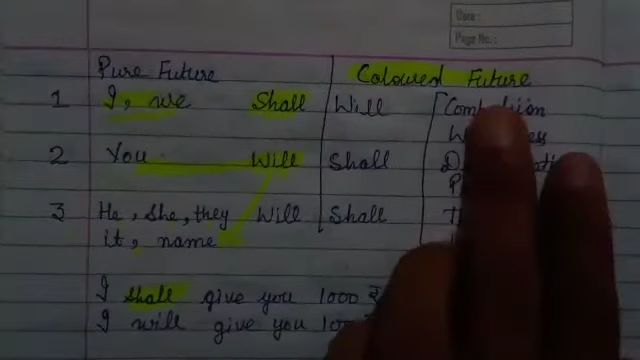 Date:
Page No.:
Pure Future Coloured Future
1 I, we Shall Will
2 You Will Shall
3 He, She, they Will Shall
it, name
I shall give you 1000 ₹
I will give you 100